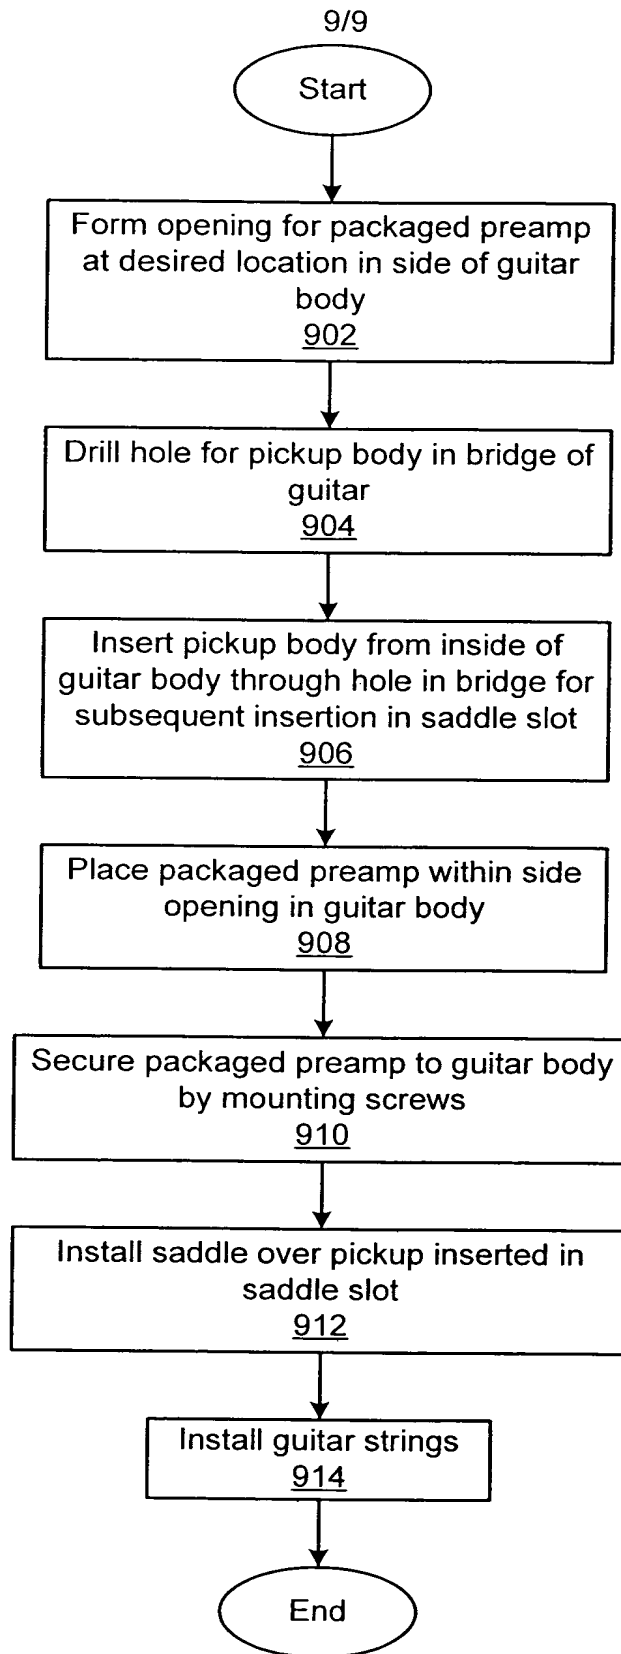 9/9
Start
Form opening for packaged preamp
at desired location in side of guitar
body
902
Drill hole for pickup body in bridge of
guitar
904
Insert pickup body from inside of
guitar body through hole in bridge for
subsequent insertion in saddle slot
906
Place packaged preamp within side
opening in guitar body
908
Secure packaged preamp to guitar body
by mounting screws
910
Install saddle over pickup inserted in
saddle slot
912
Install guitar strings
914
End